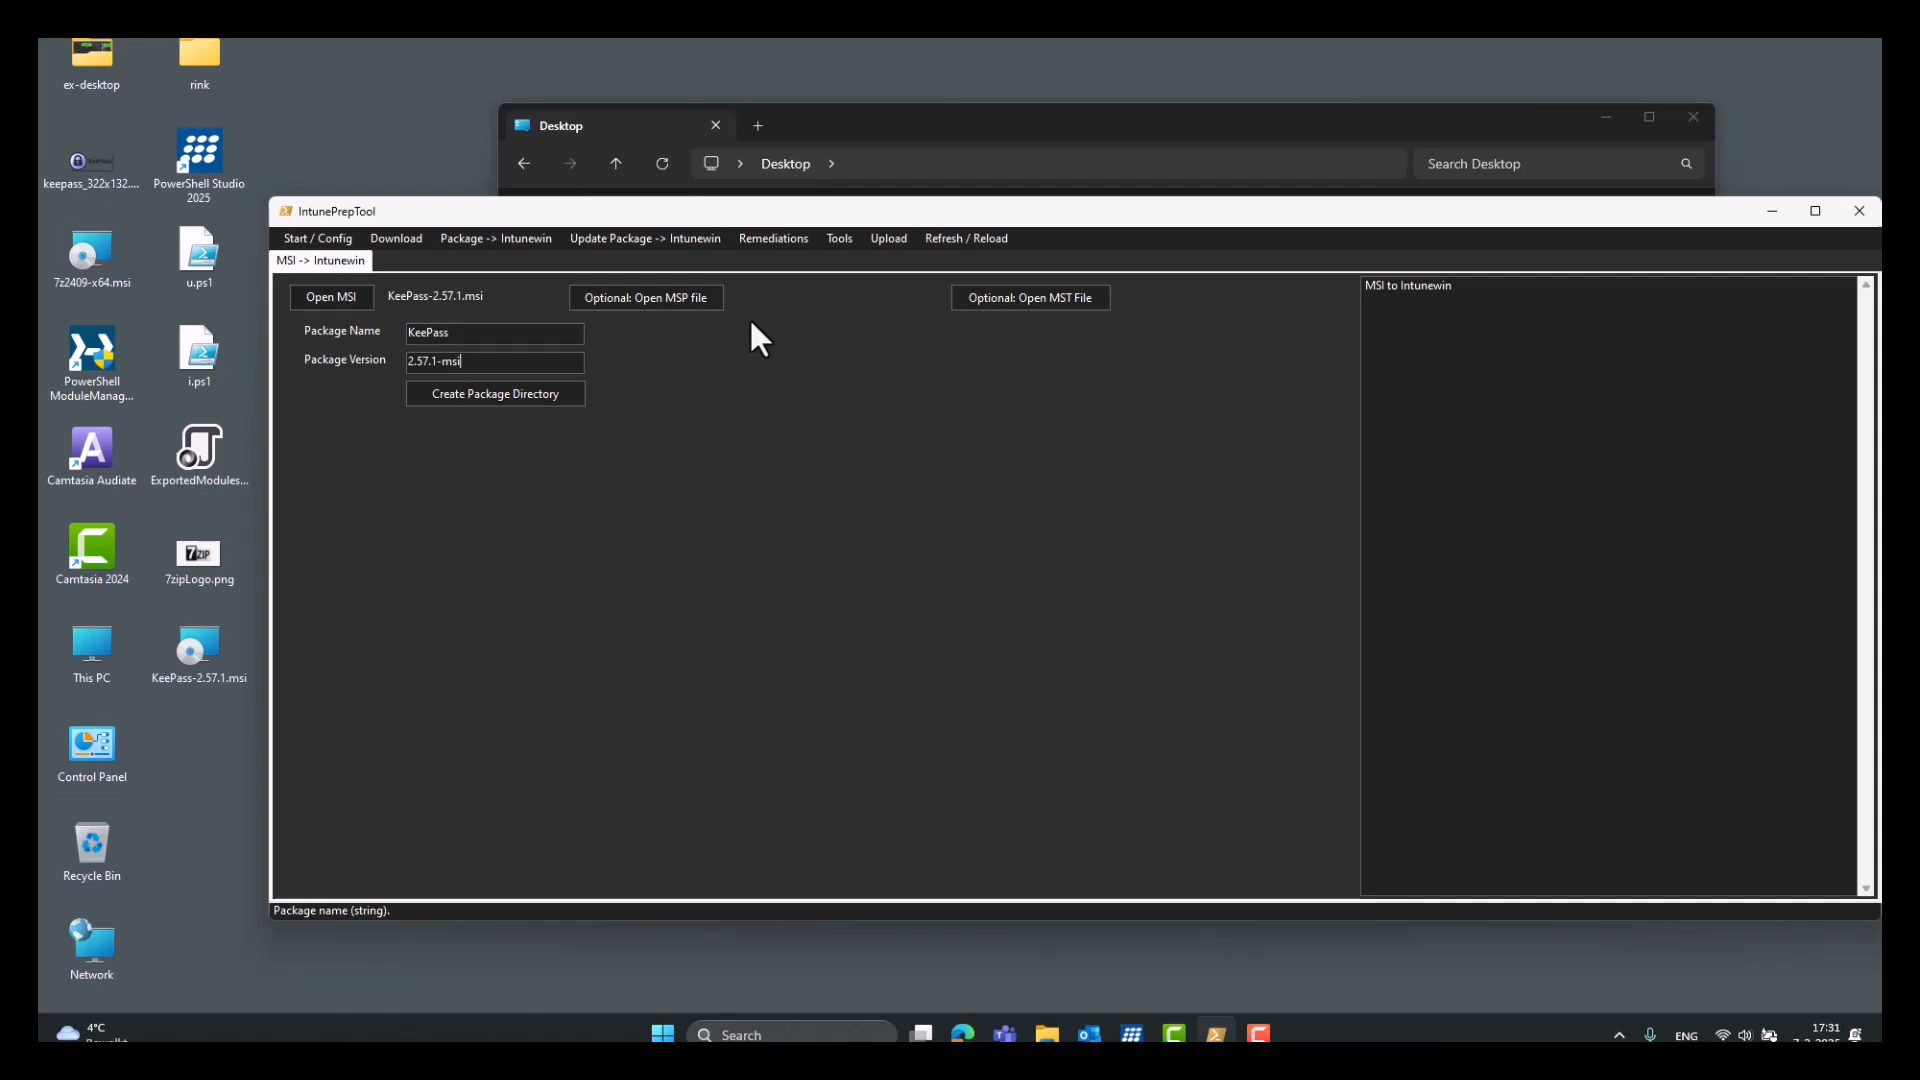 ex-desktop
rink
keepass_322x132....
PowerShell Studio
2025
7z2409-x64.msi
u.ps1
PowerShell
ModuleManag...
i.ps1
Camtasia Audiate
ExportedModules...
7ZIP
Camtasia 2024
7zipLogo.png
This PC
KeePass-2.57.1.msi
Control Panel
Recycle Bin
Network
Desktop
Desktop
Search Desktop
IntunePrepTool
Start / Config
Download
Package -> Intunewin
Update Package -> Intunewin
Remediations
Tools
Upload
Refresh / Reload
MSI -> Intunewin
Open MSI
KeePass-2.57.1.msi
Optional: Open MSP file
Optional: Open MST File
MSI to Intunewin
Package Name
KeePass
Package Version
2.57.1-msi
Create Package Directory
Package name (string).
4°C
Search
ENG
17:31